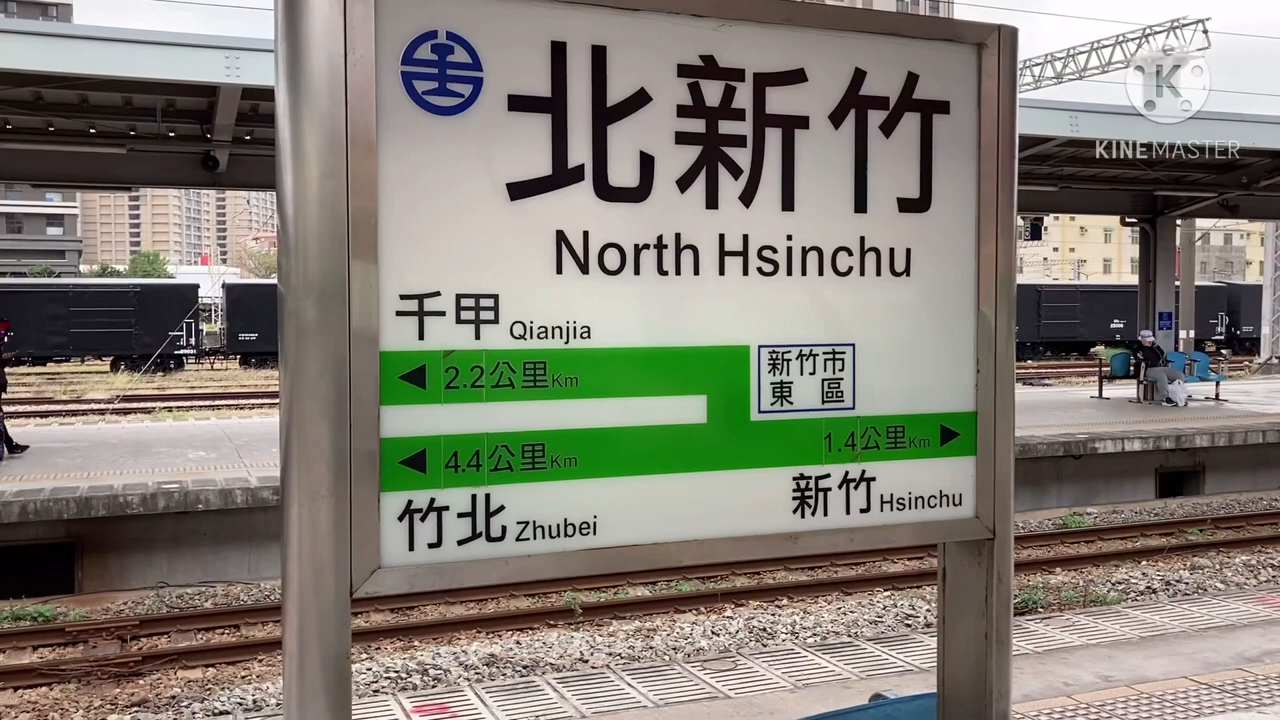 北新竹
North Hsinchu
千甲 Qianjia
2.2公里Km
新竹市
東區
4.4公里Km
1.4公里Km
竹北 Zhubei
新竹 Hsinchu
K
KINEMASTER
5